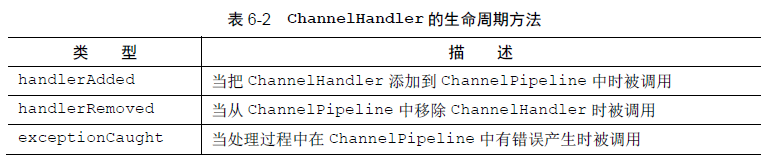 表 6-2 ChannelHandler 的生命周期方法
类 型 描 述
handlerAdded 当把 ChannelHandler 添加到 ChannelPipeline 中时被调用
handlerRemoved 当从 ChannelPipeline 中移除 ChannelHandler 时被调用
exceptionCaught 当处理过程中在 ChannelPipeline 中有错误产生时被调用